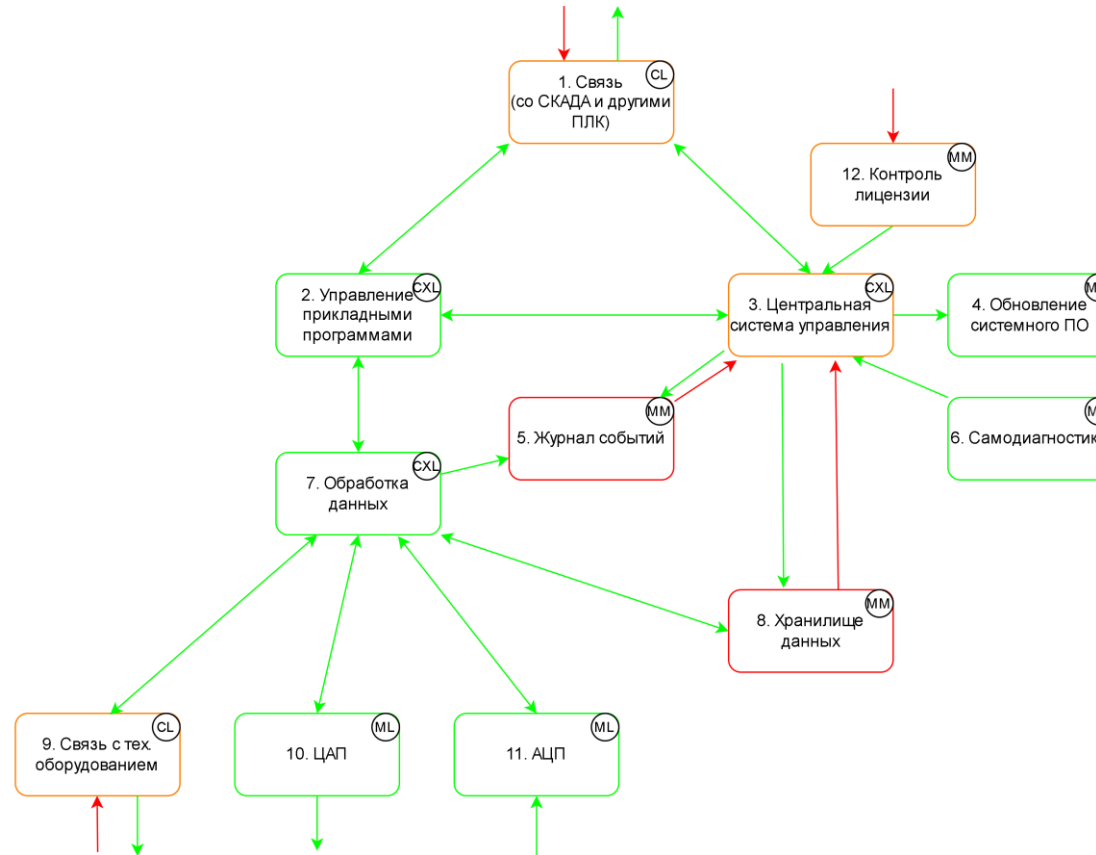 CL
1. Связь
(со СКАДА и другими
ПЛК)
MM
12. Контроль
лицензии
CXL
2. Управление
прикладными
программами
CXL
3. Центральная
система управления
4. Обновление
системного ПО
MM
5. Журнал событий
6. Самодиагностик
CXL
7. Обработка
данных
MM
8. Хранилище
данных
CL
9. Связь с тех.
оборудованием
ML
10. ЦАП
ML
11. АЦП